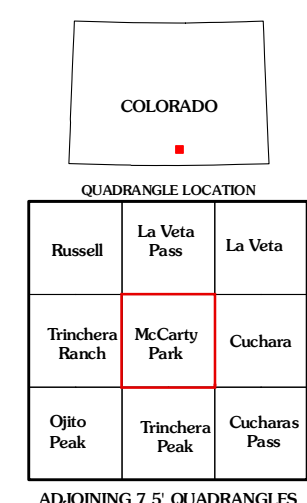 COLORADO
QUADRANGLE LOCATION
Russell
La Veta
Pass
La Veta
Trinchera
Ranch
McCarty
Park
Cuchara
Ojito
Peak
Trinchera
Peak
Cucharas
Pass
ADJOINING 7.5' QUADRANGLES